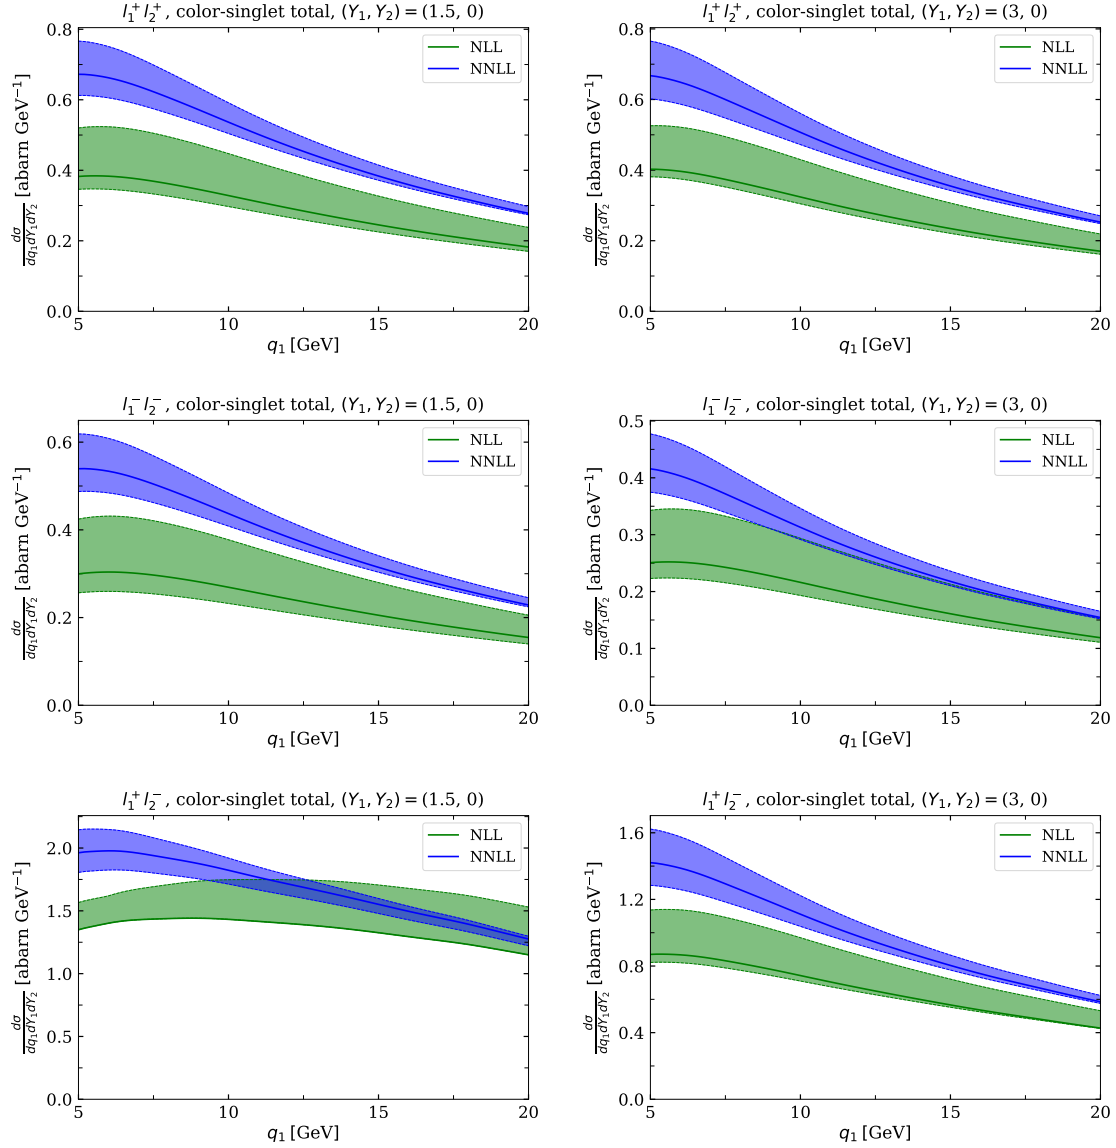 l₁⁺l₂⁺, color-singlet total, (Y₁, Y₂) = (1.5, 0)
dσ/dq₁dY₁dY₂ [abarn GeV⁻¹]
0.8
0.6
0.4
0.2
0.0
NLL
NNLL
5 10 15 20
q₁ [GeV]
l₁⁺l₂⁺, color-singlet total, (Y₁, Y₂) = (3, 0)
dσ/dq₁dY₁dY₂ [abarn GeV⁻¹]
0.8
0.6
0.4
0.2
0.0
NLL
NNLL
5 10 15 20
q₁ [GeV]
l₁⁻l₂⁻, color-singlet total, (Y₁, Y₂) = (1.5, 0)
dσ/dq₁dY₁dY₂ [abarn GeV⁻¹]
0.6
0.4
0.2
0.0
NLL
NNLL
5 10 15 20
q₁ [GeV]
l₁⁻l₂⁻, color-singlet total, (Y₁, Y₂) = (3, 0)
dσ/dq₁dY₁dY₂ [abarn GeV⁻¹]
0.5
0.4
0.3
0.2
0.1
0.0
NLL
NNLL
5 10 15 20
q₁ [GeV]
l₁⁺l₂⁻, color-singlet total, (Y₁, Y₂) = (1.5, 0)
dσ/dq₁dY₁dY₂ [abarn GeV⁻¹]
2.0
1.5
1.0
0.5
0.0
NLL
NNLL
5 10 15 20
q₁ [GeV]
l₁⁺l₂⁻, color-singlet total, (Y₁, Y₂) = (3, 0)
dσ/dq₁dY₁dY₂ [abarn GeV⁻¹]
1.6
1.2
0.8
0.4
0.0
NLL
NNLL
5 10 15 20
q₁ [GeV]